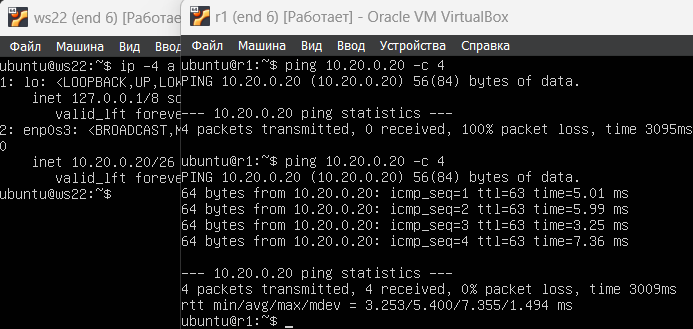 ws22 (end 6) [Работает]
Файл Машина Вид Вв
ubuntu@ws22:~$ ip -4 a
1: lo: <LOOPBACK,UP,LOW
inet 127.0.0.1/8 sc
valid_lft foreve
2: enp0s3: <BROADCAST,M
0
inet 10.20.0.20/26
valid_lft foreve
ubuntu@ws22:~$
r1 (end 6) [Работает] - Oracle VM VirtualBox
Файл Машина Вид Ввод Устройства Справка
ubuntu@r1:~$ ping 10.20.0.20 -c 4
PING 10.20.0.20 (10.20.0.20) 56(84) bytes of data.
--- 10.20.0.20 ping statistics ---
4 packets transmitted, 0 received, 100% packet loss, time 3095ms
ubuntu@r1:~$ ping 10.20.0.20 -c 4
PING 10.20.0.20 (10.20.0.20) 56(84) bytes of data.
64 bytes from 10.20.0.20: icmp_seq=1 ttl=63 time=5.01 ms
64 bytes from 10.20.0.20: icmp_seq=2 ttl=63 time=5.99 ms
64 bytes from 10.20.0.20: icmp_seq=3 ttl=63 time=3.25 ms
64 bytes from 10.20.0.20: icmp_seq=4 ttl=63 time=7.36 ms
--- 10.20.0.20 ping statistics ---
4 packets transmitted, 4 received, 0% packet loss, time 3009ms
rtt min/avg/max/mdev = 3.253/5.400/7.355/1.494 ms
ubuntu@r1:~$ _